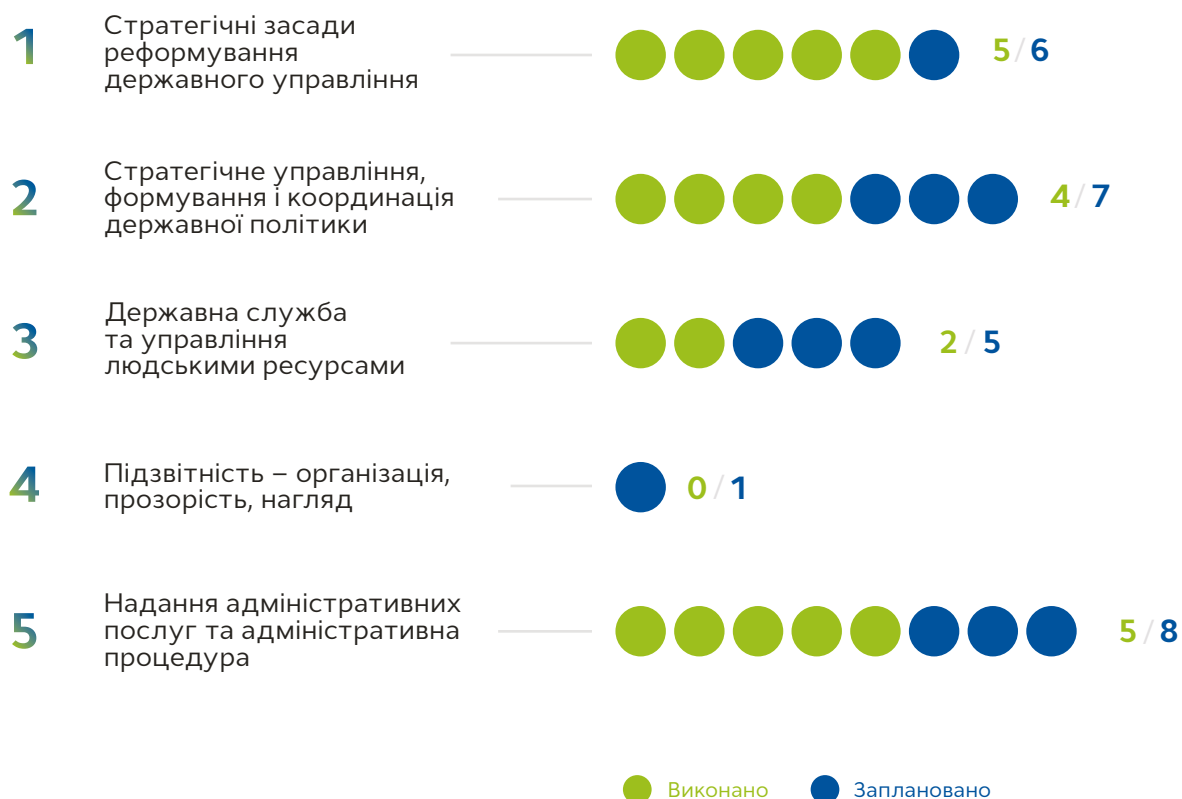 1
Стратегічні засади
реформування
державного управління
5/6
2
Стратегічне управління,
формування і координація
державної політики
4/7
3
Державна служба
та управління
людськими ресурсами
2/5
4
Підзвітність – організація,
прозорість, нагляд
0/1
5
Надання адміністративних
послуг та адміністративна
процедура
5/8
Виконано
Заплановано